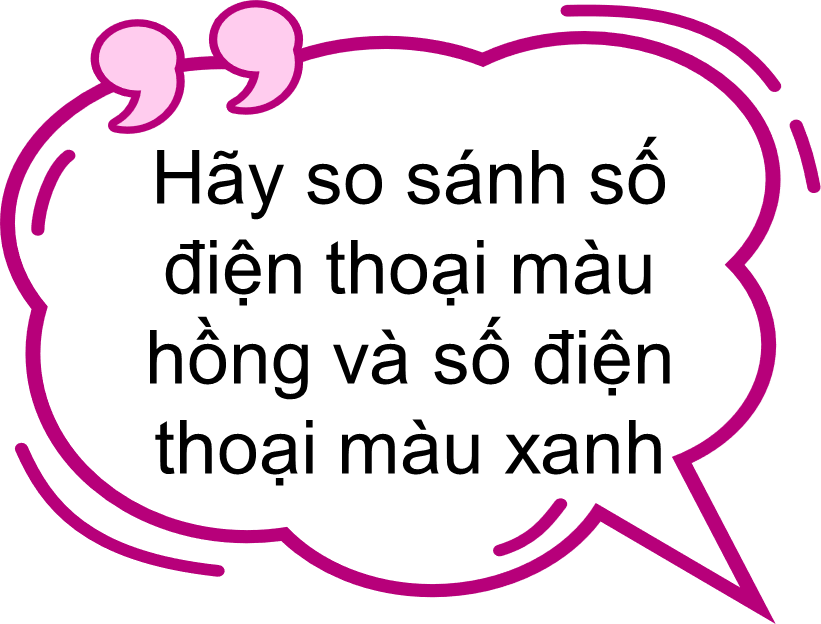 Hãy so sánh số
điện thoại màu
hồng và số điện
thoại màu xanh